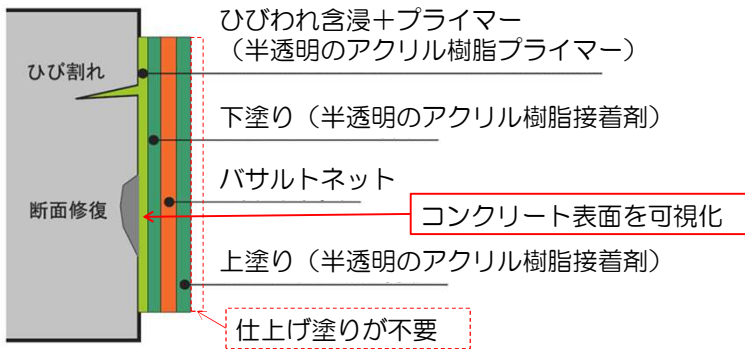 ひびわれ含浸＋プライマー
（半透明のアクリル樹脂プライマー）
ひび割れ
下塗り（半透明のアクリル樹脂接着剤）
バサルトネット
断面修復
コンクリート表面を可視化
上塗り（半透明のアクリル樹脂接着剤）
仕上げ塗りが不要